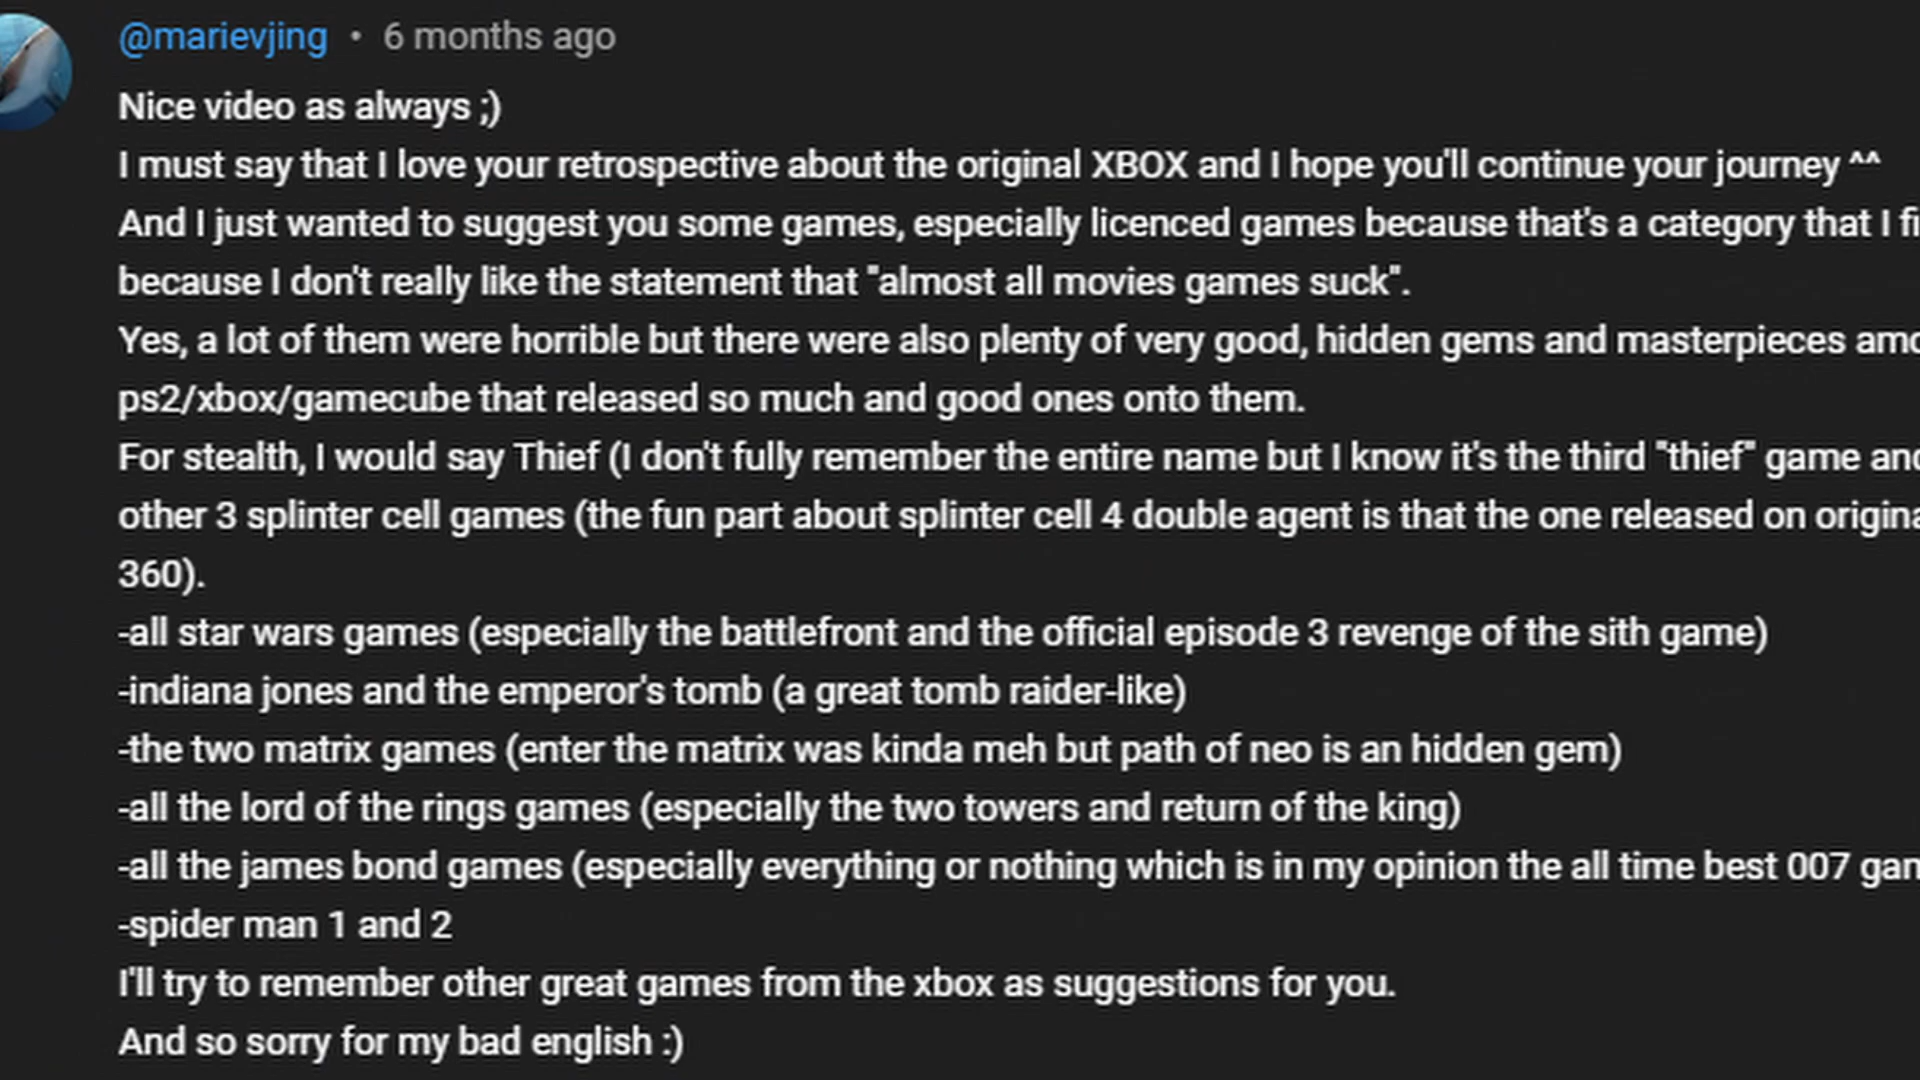 @marievjing • 6 months ago
Nice video as always ;)
I must say that I love your retrospective about the original XBOX and I hope you'll continue your journey ^^
And I just wanted to suggest you some games, especially licenced games because that's a category that I
because I don't really like the statement that "almost all movies games suck".
Yes, a lot of them were horrible but there were also plenty of very good, hidden gems and masterpieces
ps2/xbox/gamecube that released so much and good ones onto them.
For stealth, I would say Thief (I don't fully remember the entire name but I know it's the third "thief" game
other 3 splinter cell games (the fun part about splinter cell 4 double agent is that the one released on
360).
-all star wars games (especially the battlefront and the official episode 3 revenge of the sith game)
-indiana jones and the emperor's tomb (a great tomb raider-like)
-the two matrix games (enter the matrix was kinda meh but path of neo is an hidden gem)
-all the lord of the rings games (especially the two towers and return of the king)
-all the james bond games (especially everything or nothing which is in my opinion the all time best 007
-spider man 1 and 2
I'll try to remember other great games from the xbox as suggestions for you.
And so sorry for my bad english :)